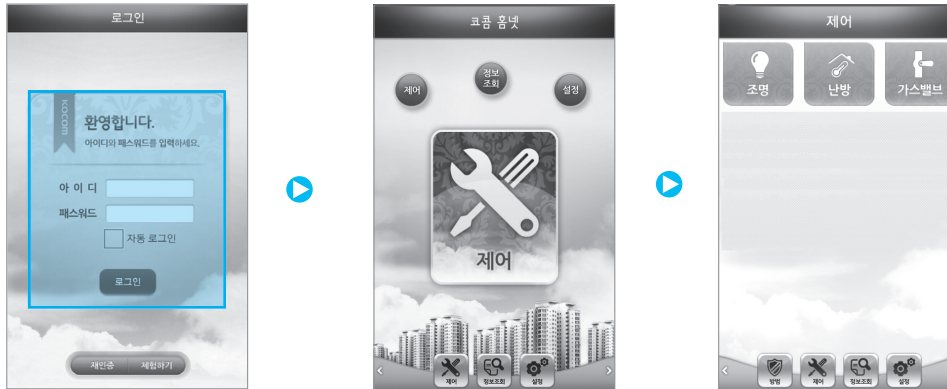 로그인
kocom
환영합니다.
아이디와 패스워드를 입력하세요.
아 이 디
패스워드
자동 로그인
로그인
재인증 체험하기
코콤 홈넷
제어
정보
조회
설정
제어
제어 정보조회 설정
제어
조명 난방 가스밸브
방범 제어 정보조회 설정